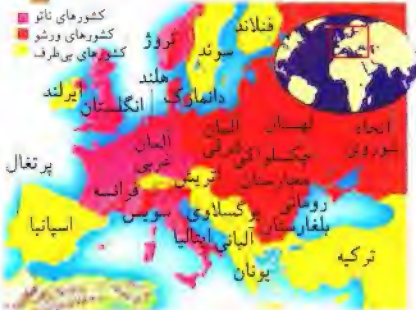 کشورهای ناتو
کشورهای ورشو
کشورهای بی‌طرف
فنلاند
نروژ
سوئد
هلند
دانمارک
ایرلند
انگلستان
لهستان
اتحاد
شوروی
آلمان
شرقی
آلمان
غربی
چکسلواکی
پرتغال
اتریش
مجارستان
فرانسه
سویس
رومانی
یوگسلاوی
بلغارستان
اسپانیا
ایتالیا
آلبانی
ترکیه
یونان